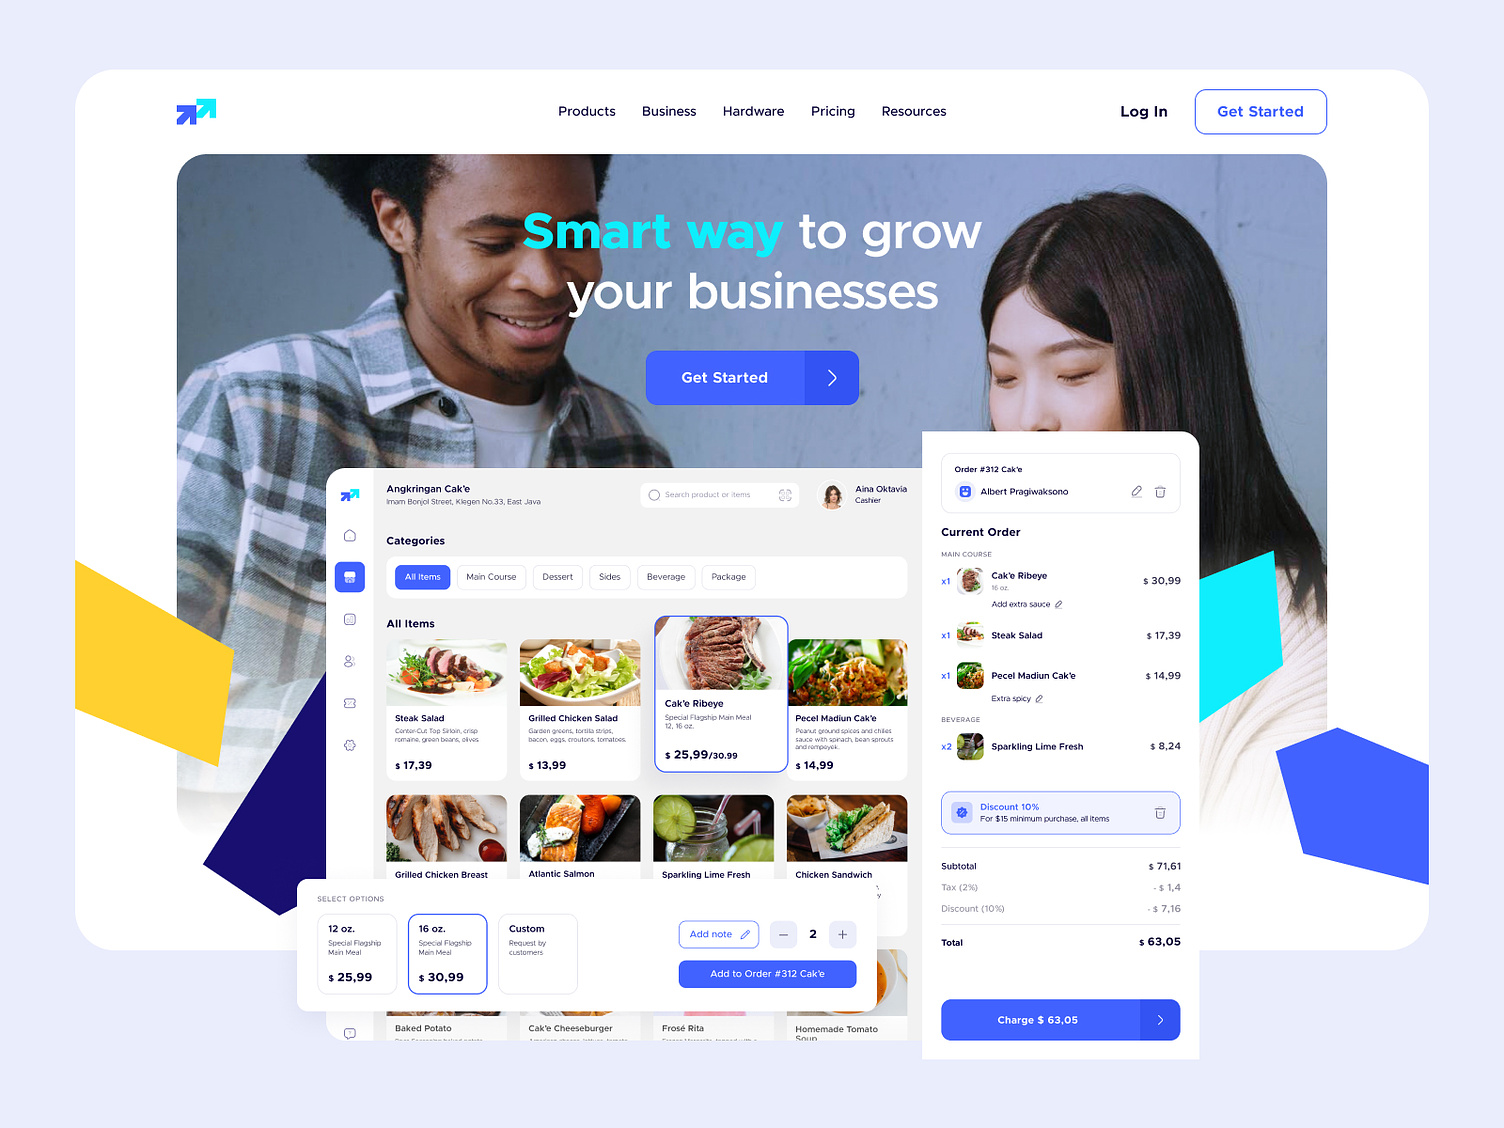 Products Business Hardware Pricing Resources Log In Get Started
Smart way to grow
your businesses
Get Started
Angkringan Cak'e
Imam Bonjol Street, Klegen No.33, East Java
Search product or items
Aina Oktavia
Cashier
Categories
All Items Main Course Dessert Sides Beverage Package
All Items
Steak Salad
Center-Cut Top Sirloin, crisp
romaine, green beans, olives
$ 17,39
Grilled Chicken Salad
Garden greens, tortilla strips,
bacon, eggs, croutons, tomatoes.
$ 13,99
Cak'e Ribeye
Special Flagship Main Meal
12, 16 oz.
$ 25,99/30.99
Pecel Madiun Cak'e
Peanut ground spices and chiles
sauce with spinach, bean sprouts
and rempeyek.
$ 14,99
Grilled Chicken Breast
Atlantic Salmon
Sparkling Lime Fresh
Chicken Sandwich
SELECT OPTIONS
12 oz.
Special Flagship
Main Meal
$ 25,99
16 oz.
Special Flagship
Main Meal
$ 30,99
Custom
Request by
customers
Add note
2
Add to Order #312 Cak'e
Baked Potato
Cak'e Cheeseburger
Frosé Rita
Homemade Tomato
Soup
Order #312 Cak'e
Albert Pragiwaksono
Current Order
MAIN COURSE
x1 Cak'e Ribeye $ 30,99
16 oz.
Add extra sauce
x1 Steak Salad $ 17,39
x1 Pecel Madiun Cak'e $ 14,99
Extra spicy
BEVERAGE
x2 Sparkling Lime Fresh $ 8,24
Discount 10%
For $15 minimum purchase, all items
Subtotal $ 71,61
Tax (2%) - $ 1,4
Discount (10%) - $ 7,16
Total $ 63,05
Charge $ 63,05